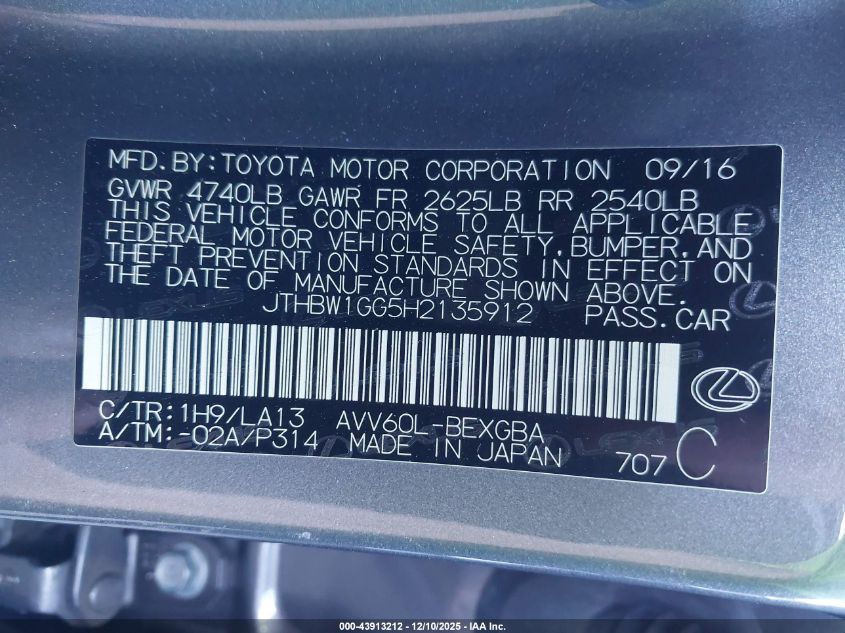 MFD.BY:TOYOTA MOTOR CORPORATION 09/16
GVWR 4740LB GAWR FR 2625LB RR 2540LB
THIS VEHICLE CONFORMS TO ALL APPLICABLE
FEDERAL MOTOR VEHICLE SAFETY,BUMPER,AND
THEFT PREVENTION STANDARDS IN EFFECT ON
THE DATE OF MANUFACTURE SHOWN ABOVE.
JTHBW1GG5H2135912 PASS.CAR
C/TR:1H9/LA13 AVV60L-BEXGBA
A/TM:-02A/P314 MADE IN JAPAN 707 C
000-43913212 - 12/10/2025 - IAA Inc.